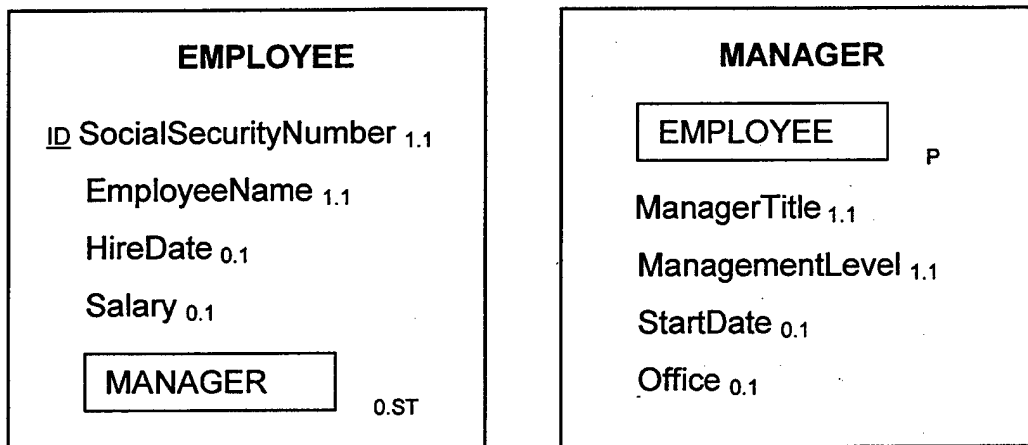 EMPLOYEE
ID SocialSecurityNumber 1.1
EmployeeName 1.1
HireDate 0.1
Salary 0.1
MANAGER 0.ST
MANAGER
EMPLOYEE P
ManagerTitle 1.1
ManagementLevel 1.1
StartDate 0.1
Office 0.1